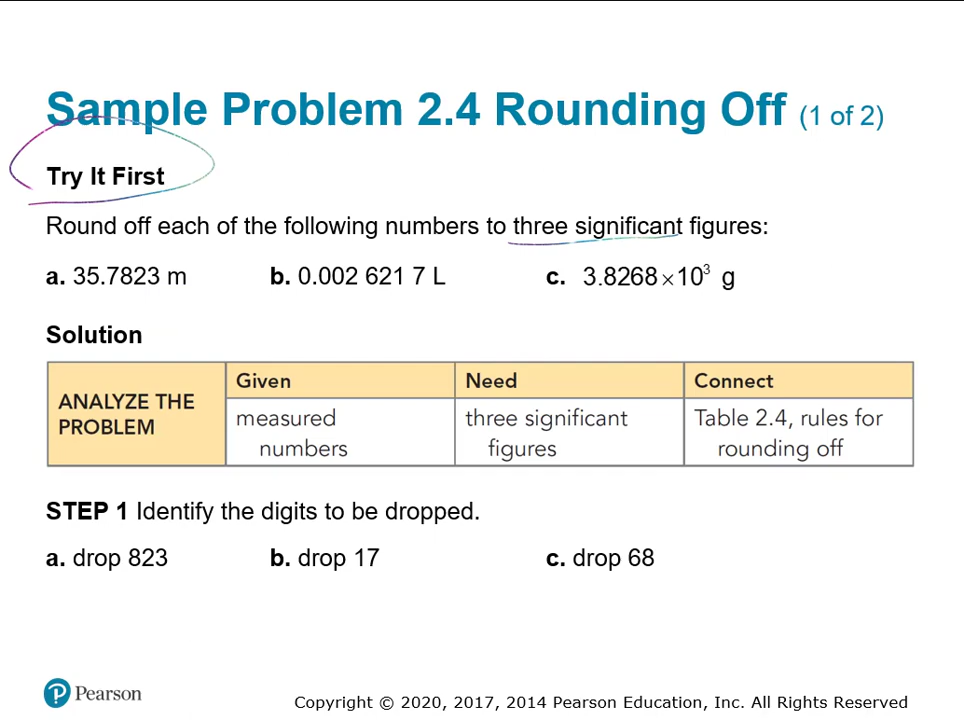 Sample Problem 2.4 Rounding Off (1 of 2)
Try It First
Round off each of the following numbers to three significant figures:
a. 35.7823 m b. 0.002 621 7 L c. 3.8268×10³ g
Solution
ANALYZE THE PROBLEM
Given
measured numbers
Need
three significant figures
Connect
Table 2.4, rules for rounding off
STEP 1 Identify the digits to be dropped.
a. drop 823 b. drop 17 c. drop 68
P Pearson
Copyright © 2020, 2017, 2014 Pearson Education, Inc. All Rights Reserved